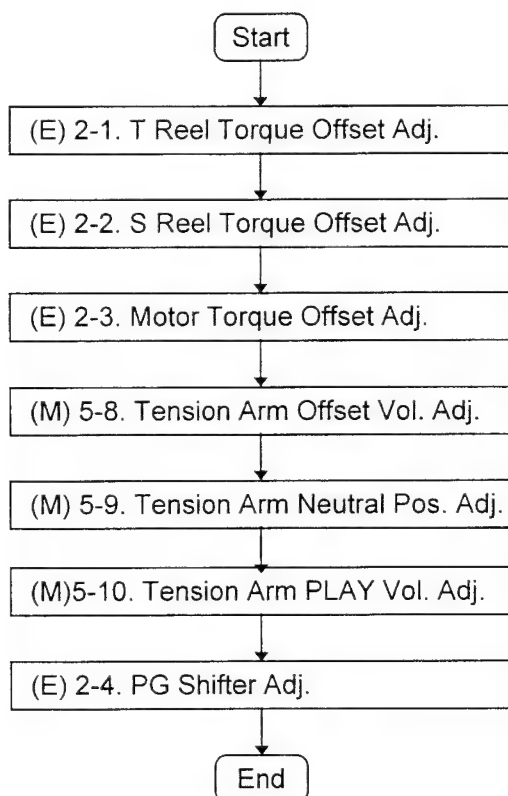 Start
(E) 2-1. T Reel Torque Offset Adj.
(E) 2-2. S Reel Torque Offset Adj.
(E) 2-3. Motor Torque Offset Adj.
(M) 5-8. Tension Arm Offset Vol. Adj.
(M) 5-9. Tension Arm Neutral Pos. Adj.
(M)5-10. Tension Arm PLAY Vol. Adj.
(E) 2-4. PG Shifter Adj.
End